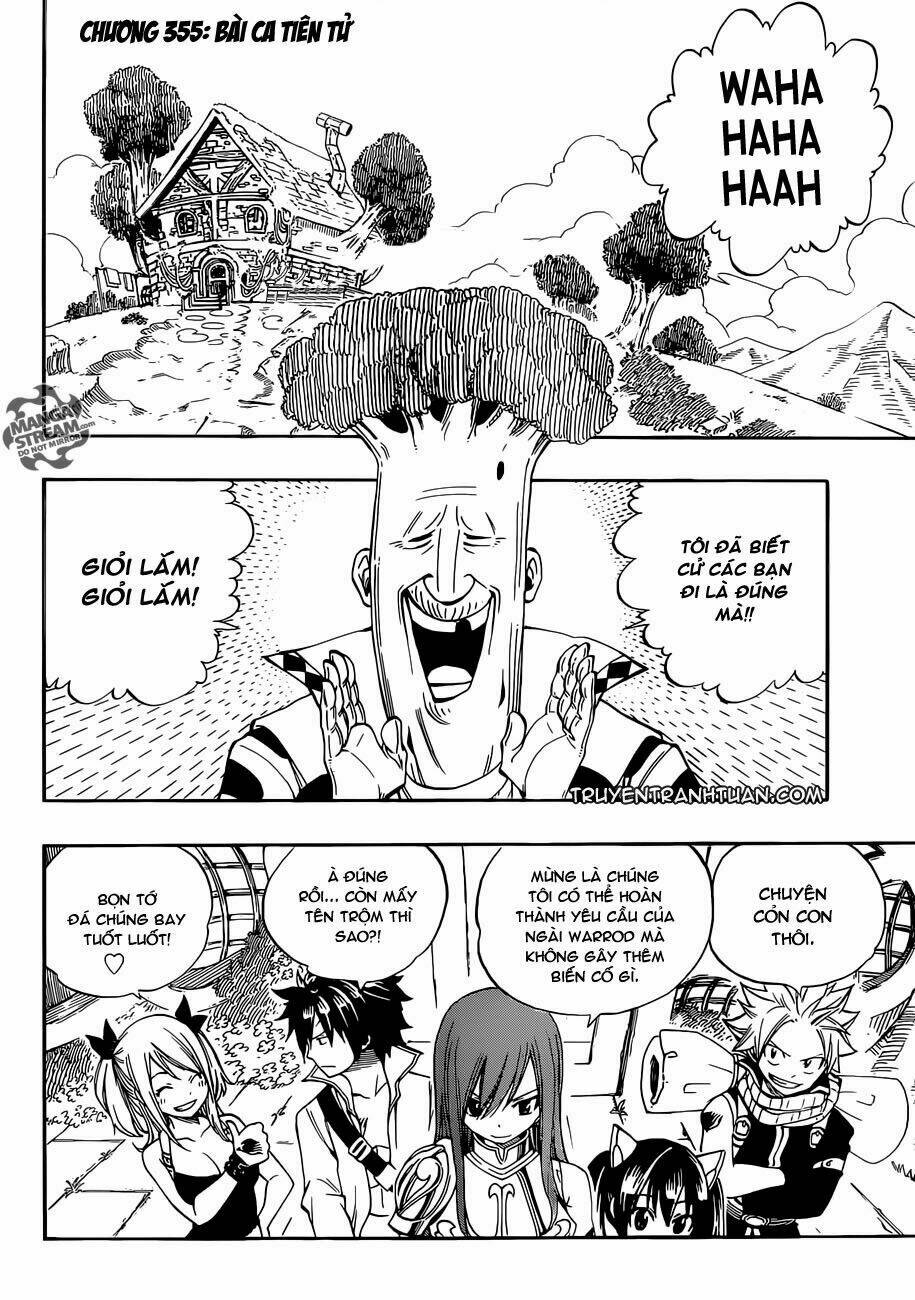 CHƯƠNG 355: BÀI CA TIÊN TỬ
WAHA
HAHA
HAAH
MANGA
STREAM.com
DO NOT MIRROR
TÔI ĐÃ BIẾT
CỬ CÁC BẠN
ĐI LÀ ĐÚNG
MÀ!!
GIỎI LẮM!
GIỎI LẮM!
TRUYENTRANHTUAN.COM
CHUYỆN
CỎN CON
THÔI.
MỪNG LÀ CHÚNG
TÔI CÓ THỂ HOÀN
THÀNH YÊU CẦU CỦA
NGÀI WARROD MÀ
KHÔNG GÂY THÊM
BIẾN CỐ GÌ.
À ĐÚNG
RỒI... CÒN MẤY
TÊN TRỘM THÌ
SAO?!
BỌN TỚ
ĐÁ CHÚNG BAY
TUỐT LUỐT!
♡